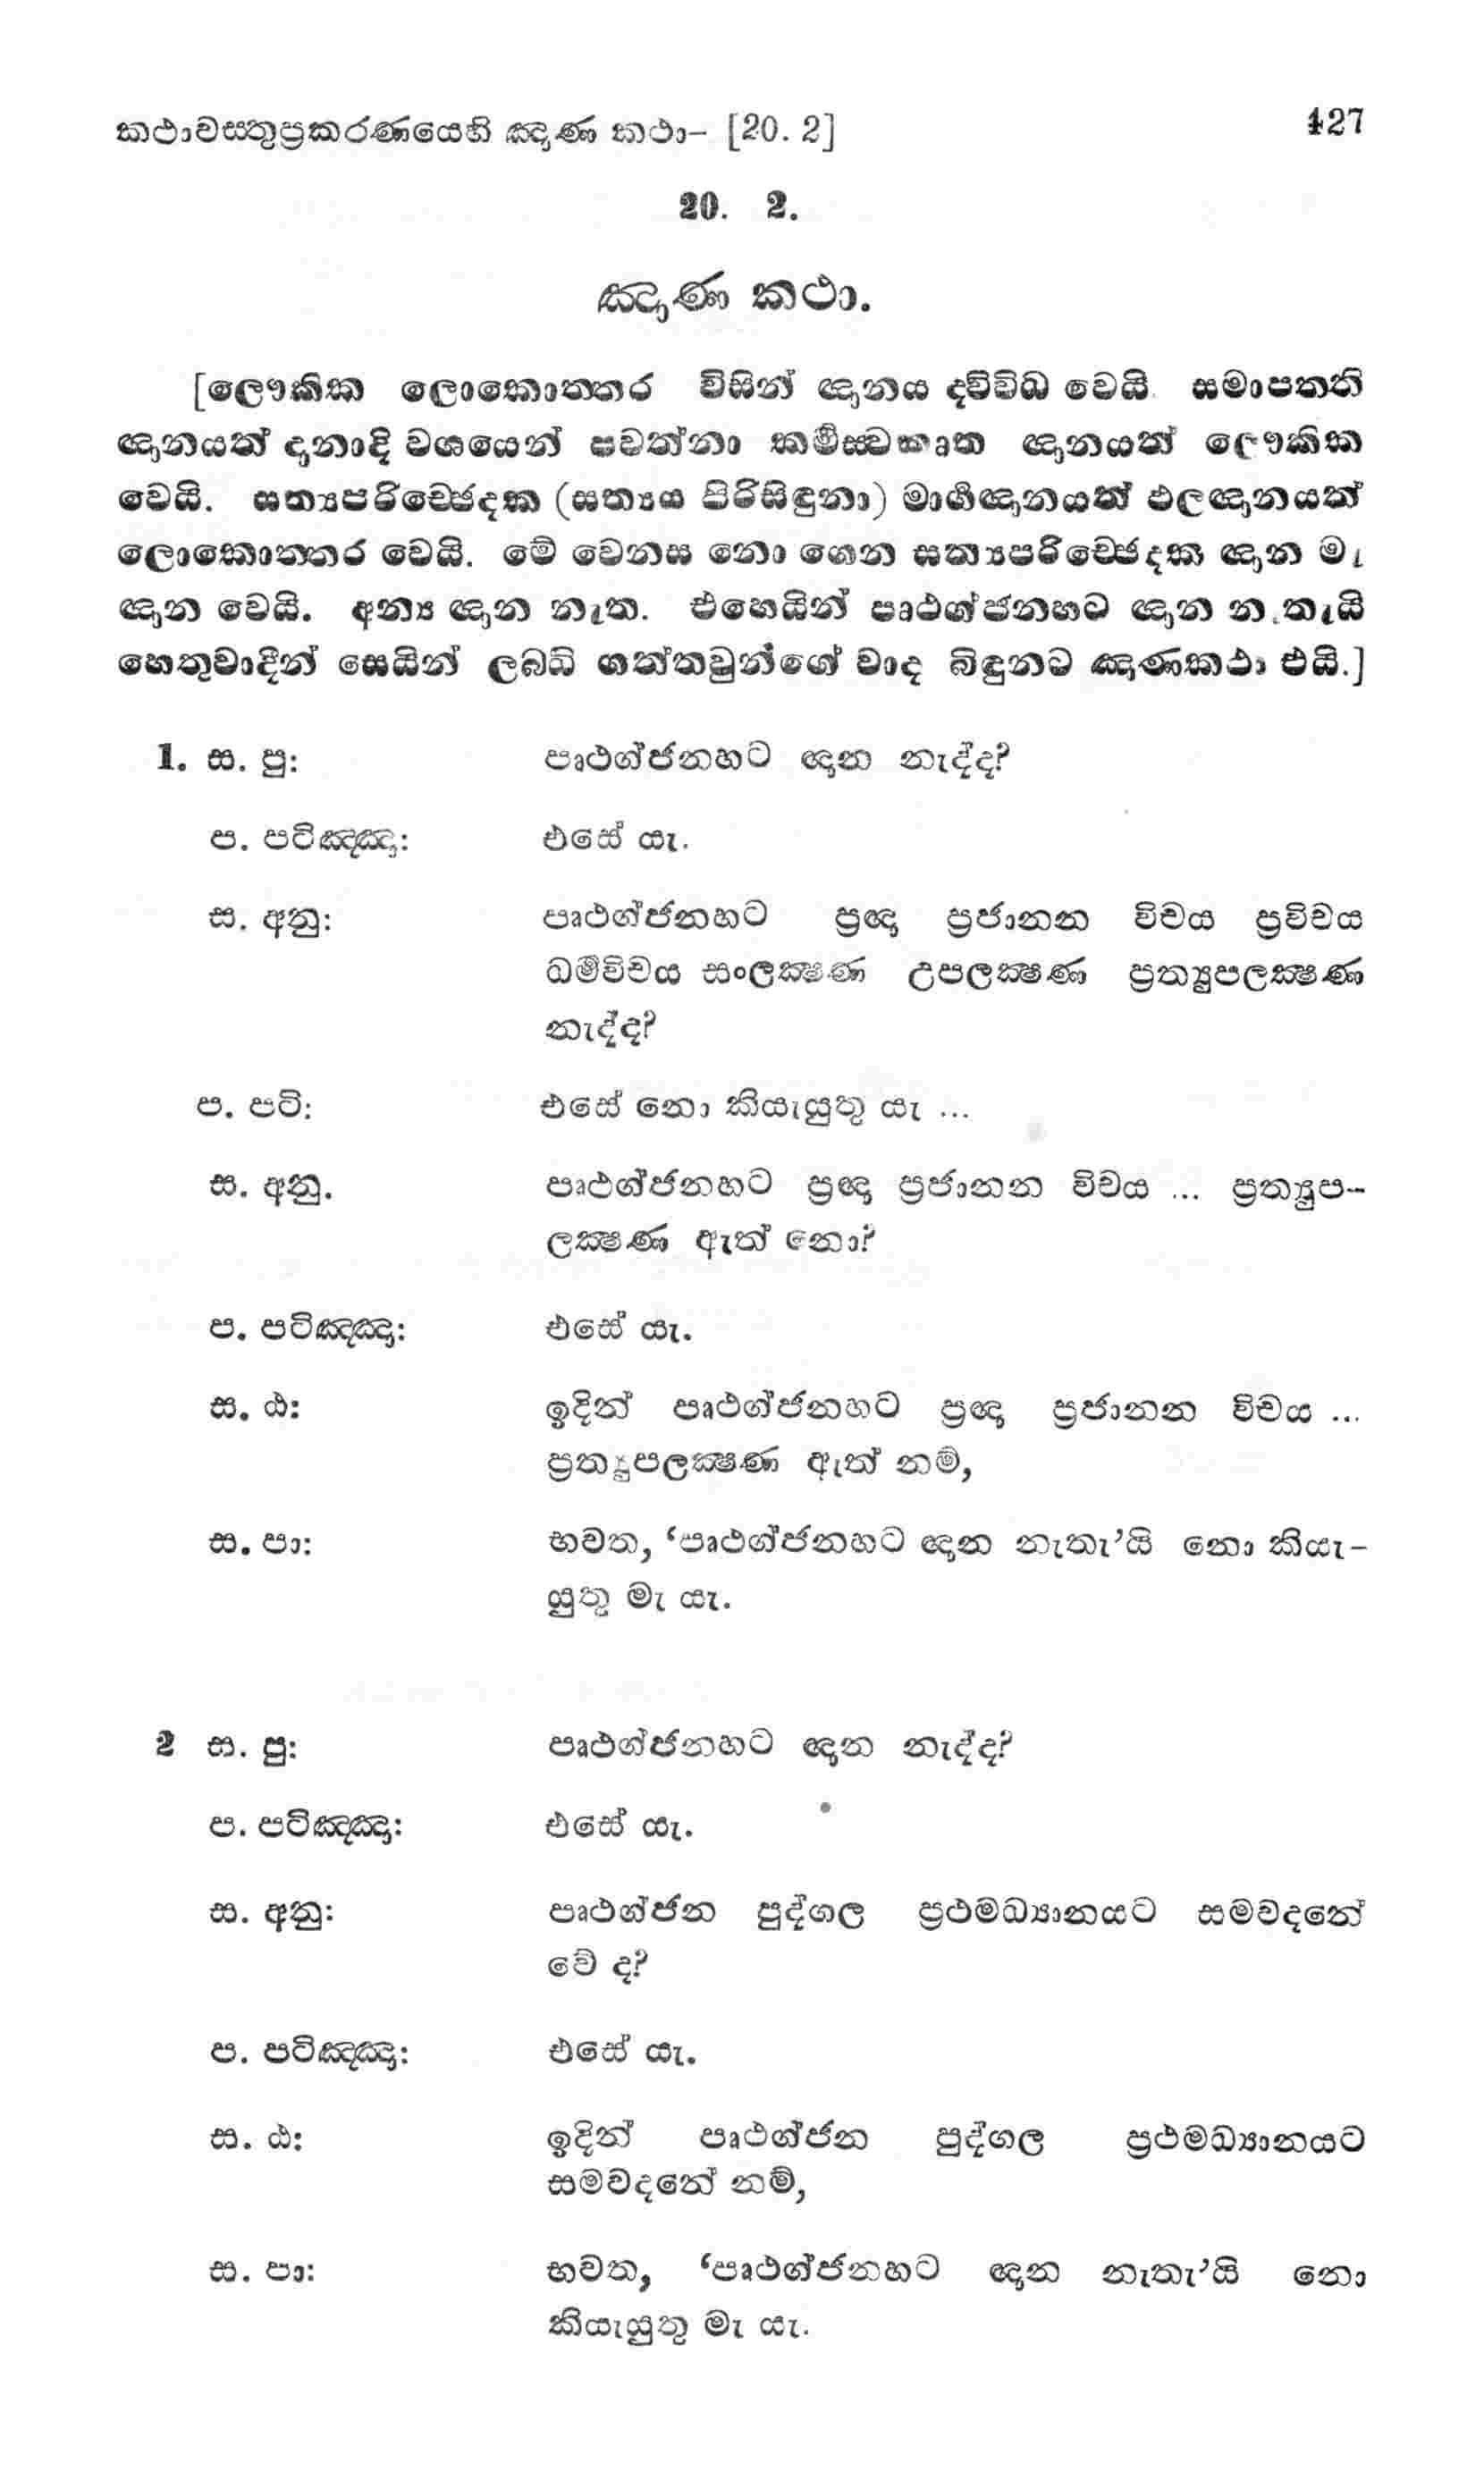 කථාවස්තුප්‍රකරණයෙහි ඤාණ කථා– [20. 2] 427
20. 2.
ඤාණ කථා.
[ලෞකික ලොකොත්තර විසින් ඥානය ද්විවිධ වෙයි. සමාපත්ති
ඥානයත් දානාදි වශයෙන් පවත්නා කර්මස්වකෘත ඥානයත් ලෞකික
වෙයි. සත්‍යපරිච්ඡෙදක (සත්‍යය පිරිසිඳුනා) මාර්ගඥානයත් ඵලඥානයත්
ලොකොත්තර වෙයි. මේ වෙනස නො ගෙන සත්‍යපරිච්ඡෙදක ඥාන මැ
ඥාන වෙයි. අන්‍ය ඥාන නැත. එහෙයින් පෘථග්ජනහට ඥාන නැතැයි
හෙතුවාදීන් සෙයින් ලබ්ධි ගත්තවුන්ගේ වාද බිඳුනට ඤාණකථා එයි.]
1. ස. පු: පෘථග්ජනහට ඥාන නැද්ද?
ප. පටිඤ්ඤා: එසේ යැ.
ස. අනු: පෘථග්ජනහට ප්‍රඥා ප්‍රජානන විචය ප්‍රවිචය
ධර්මවිචය සංලක්ෂණ උපලක්ෂණ ප්‍රත්‍යුපලක්ෂණ
නැද්ද?
ප. පටි: එසේ නො කියැයුතු යැ ...
ස. අනු. පෘථග්ජනහට ප්‍රඥා ප්‍රජානන විචය ... ප්‍රත්‍යුප–
ලක්ෂණ ඇත් නො?
ප. පටිඤ්ඤා: එසේ යැ.
ස. ඨ: ඉදින් පෘථග්ජනහට ප්‍රඥා ප්‍රජානන විචය ...
ප්‍රත්‍යුපලක්ෂණ ඇත් නම්,
ස. පා: භවත, ‘පෘථග්ජනහට ඥාන නැතැ’යි නො කියැ–
යුතු මැ යැ.
2 ස. පු: පෘථග්ජනහට ඥාන නැද්ද?
ප. පටිඤ්ඤා: එසේ යැ.
ස. අනු: පෘථග්ජන පුද්ගල ප්‍රථමධ්‍යානයට සමවදනේ
වේ ද?
ප. පටිඤ්ඤා: එසේ යැ.
ස. ඨ: ඉදින් පෘථග්ජන පුද්ගල ප්‍රථමධ්‍යානයට
සමවදනේ නම්,
ස. පා: භවත, ‘පෘථග්ජනහට ඥාන නැතැ’යි නො
කියැයුතු මැ යැ.